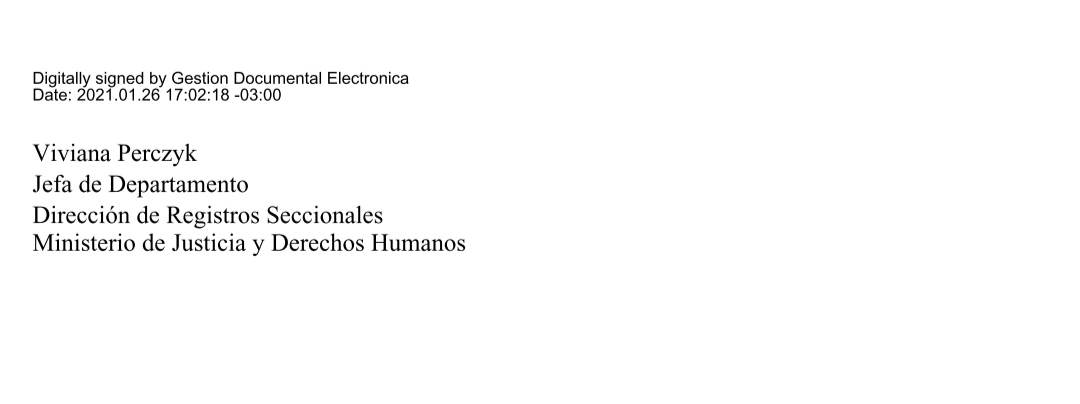 Digitally signed by Gestion Documental Electronica
Date: 2021.01.26 17:02:18 -03:00
Viviana Perczyk
Jefa de Departamento
Dirección de Registros Seccionales
Ministerio de Justicia y Derechos Humanos